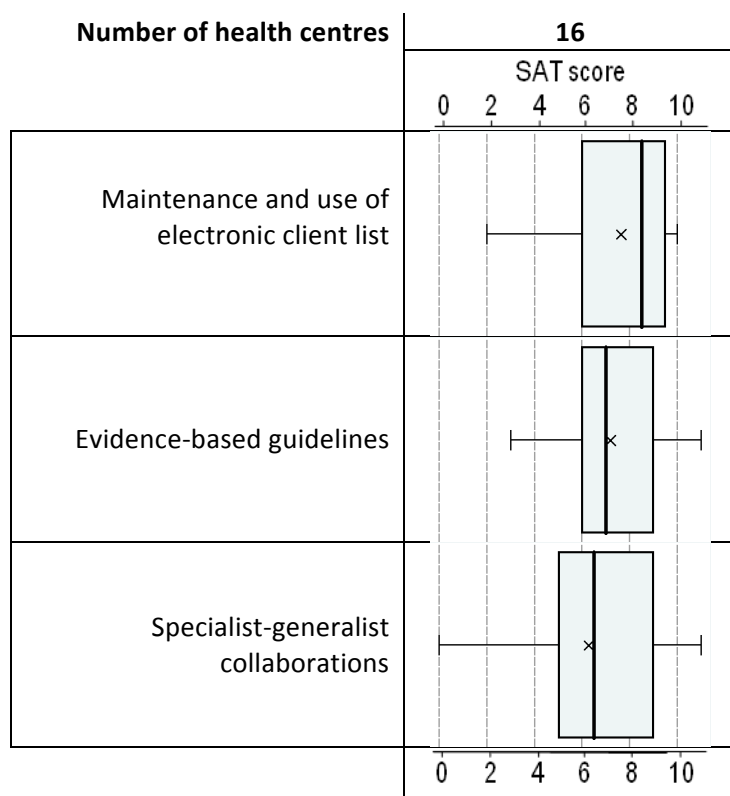 Number of health centres
16
SAT score
0 2 4 6 8 10
Maintenance and use of
electronic client list
Evidence-based guidelines
Specialist-generalist
collaborations
0 2 4 6 8 10